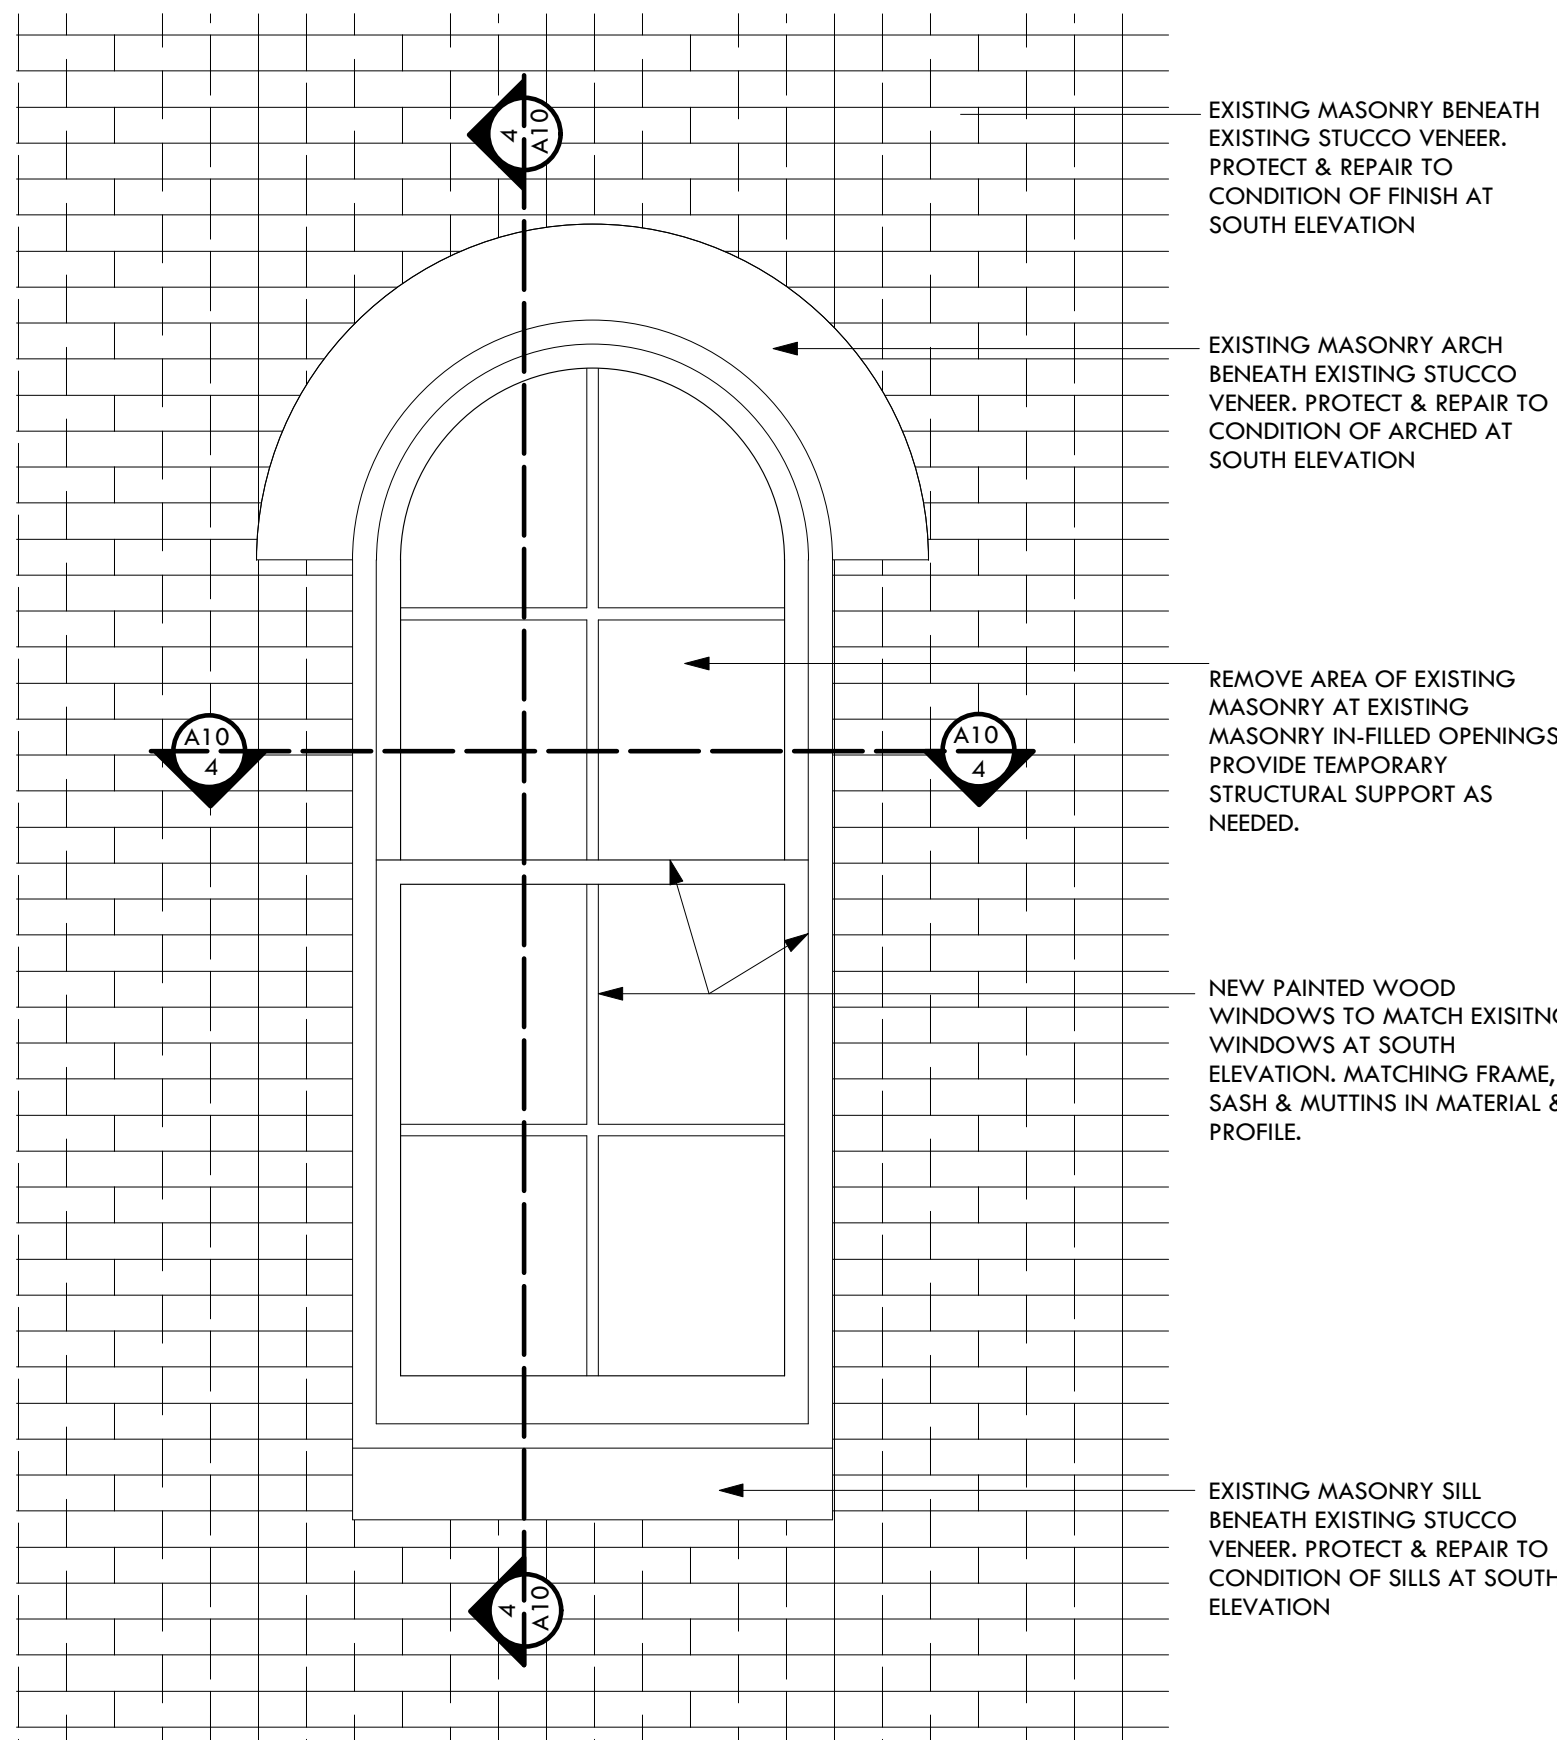 4
A10
EXISTING MASONRY BENEATH
EXISTING STUCCO VENEER.
PROTECT & REPAIR TO
CONDITION OF FINISH AT
SOUTH ELEVATION
EXISTING MASONRY ARCH
BENEATH EXISTING STUCCO
VENEER. PROTECT & REPAIR TO
CONDITION OF ARCHED AT
SOUTH ELEVATION
REMOVE AREA OF EXISTING
MASONRY AT EXISTING
MASONRY IN-FILLED OPENINGS
PROVIDE TEMPORARY
STRUCTURAL SUPPORT AS
NEEDED.
A10
4
A10
4
NEW PAINTED WOOD
WINDOWS TO MATCH EXISITNG
WINDOWS AT SOUTH
ELEVATION. MATCHING FRAME,
SASH & MUTTINS IN MATERIAL &
PROFILE.
EXISTING MASONRY SILL
BENEATH EXISTING STUCCO
VENEER. PROTECT & REPAIR TO
CONDITION OF SILLS AT SOUTH
ELEVATION
4
A10